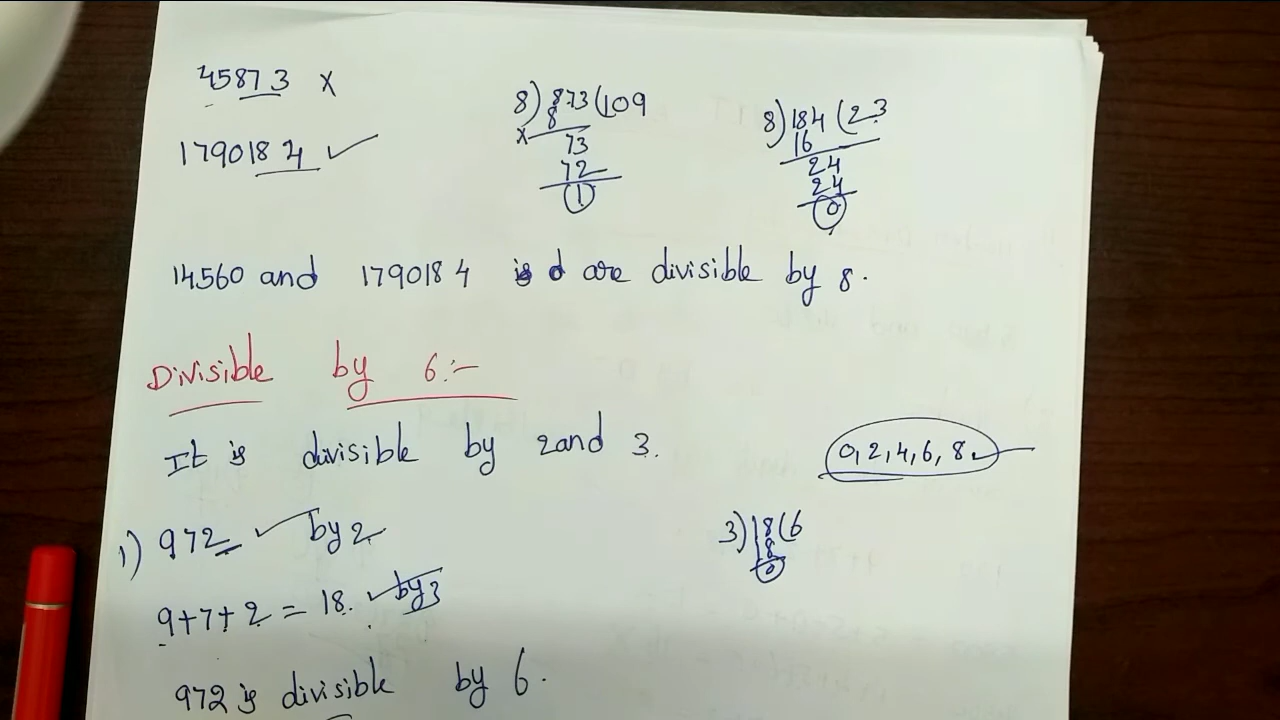 45873 x
1790184 ✓
8) 873 (109
8
x
73
72
1
8) 184 (23
16
24
24
0
14560 and 1790184 is d are divisible by 8.
Divisible by 6:-
It is divisible by 2 and 3.
0, 2, 4, 6, 8.
1) 972 ✓ by 2
3) 18 (6
18
0
9+7+2 = 18. ✓ by 3
972 is divisible by 6.